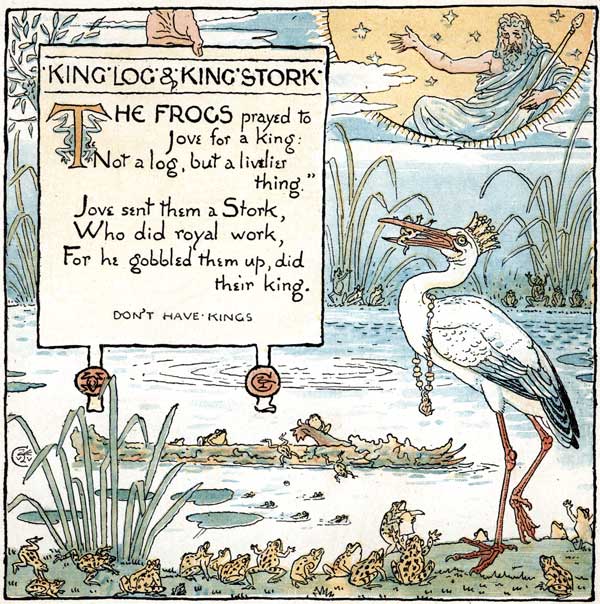 KING LOG & KING STORK
THE FROGS prayed to
Jove for a king:
"Not a log, but a livelier
thing."
Jove sent them a Stork,
Who did royal work,
For he gobbled them up, did
their king.
DON'T HAVE KINGS